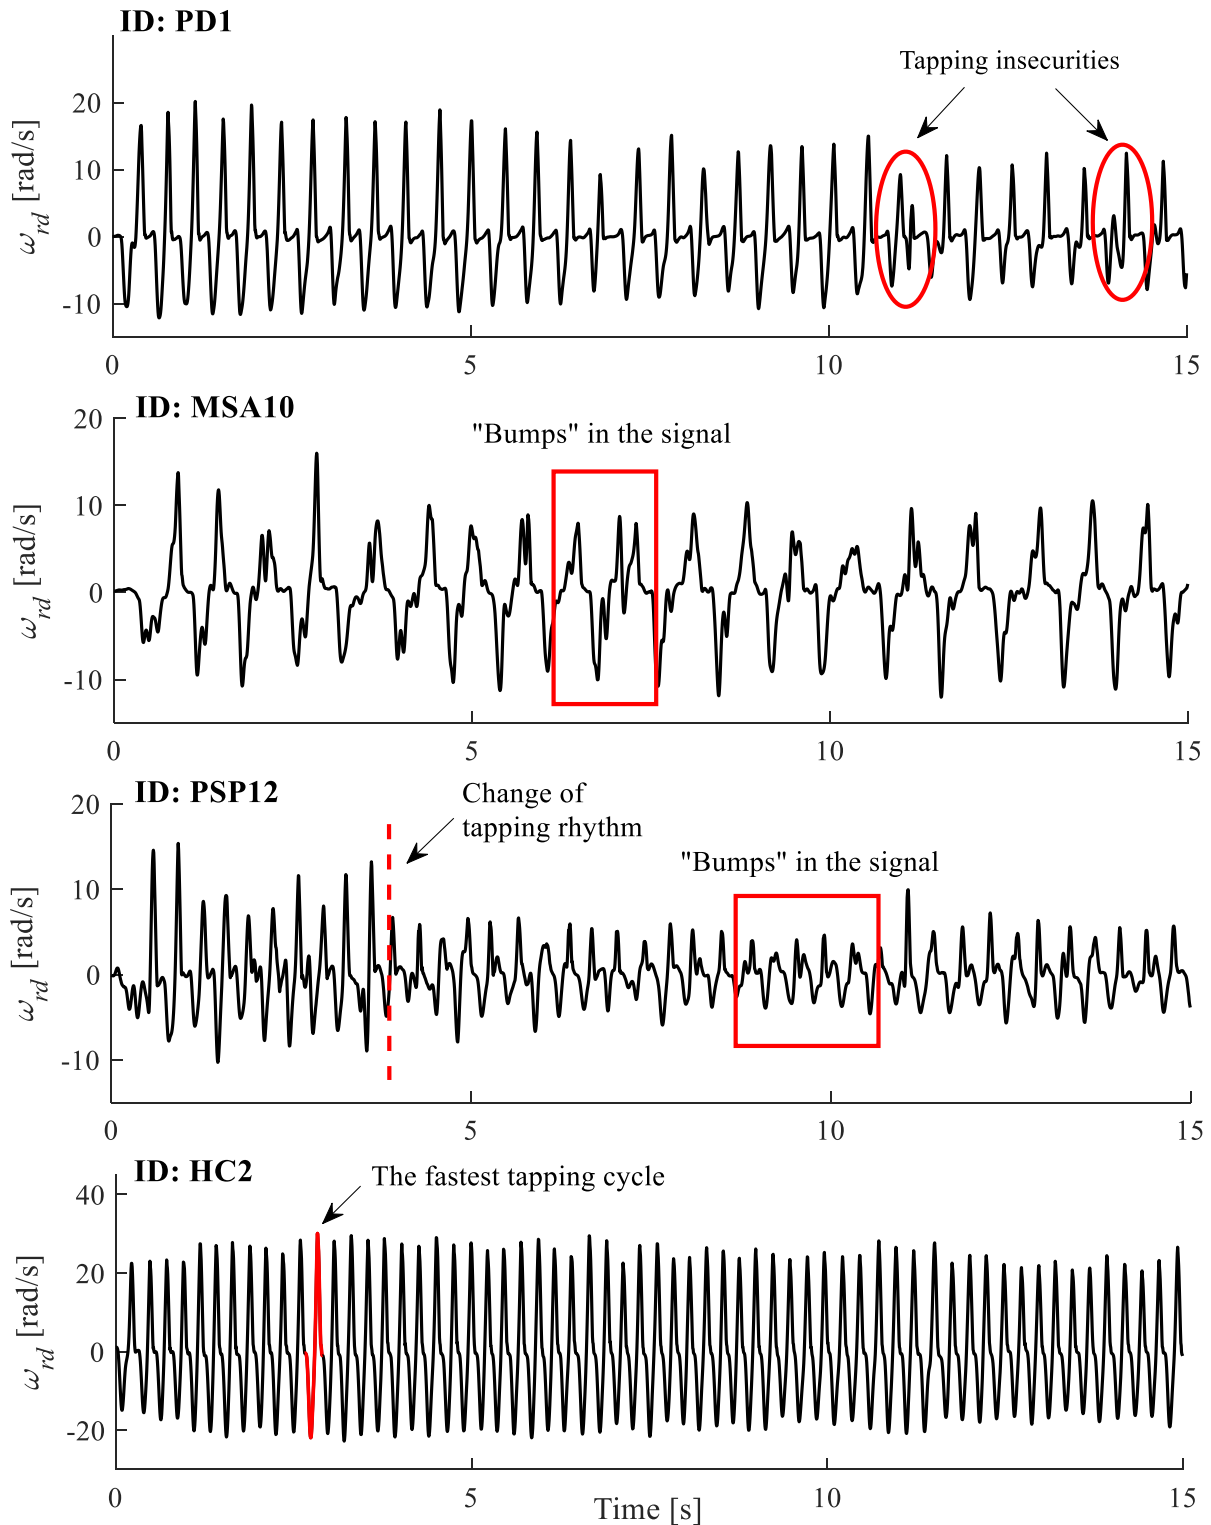 ID: PD1
Tapping insecurities
20
10
0
-10
ω_rd [rad/s]
0 5 10 15
ID: MSA10
"Bumps" in the signal
20
10
0
-10
ω_rd [rad/s]
0 5 10 15
ID: PSP12
Change of
tapping rhythm
"Bumps" in the signal
20
10
0
-10
ω_rd [rad/s]
0 5 10 15
ID: HC2
The fastest tapping cycle
40
20
0
-20
ω_rd [rad/s]
0 5 10 15
Time [s]